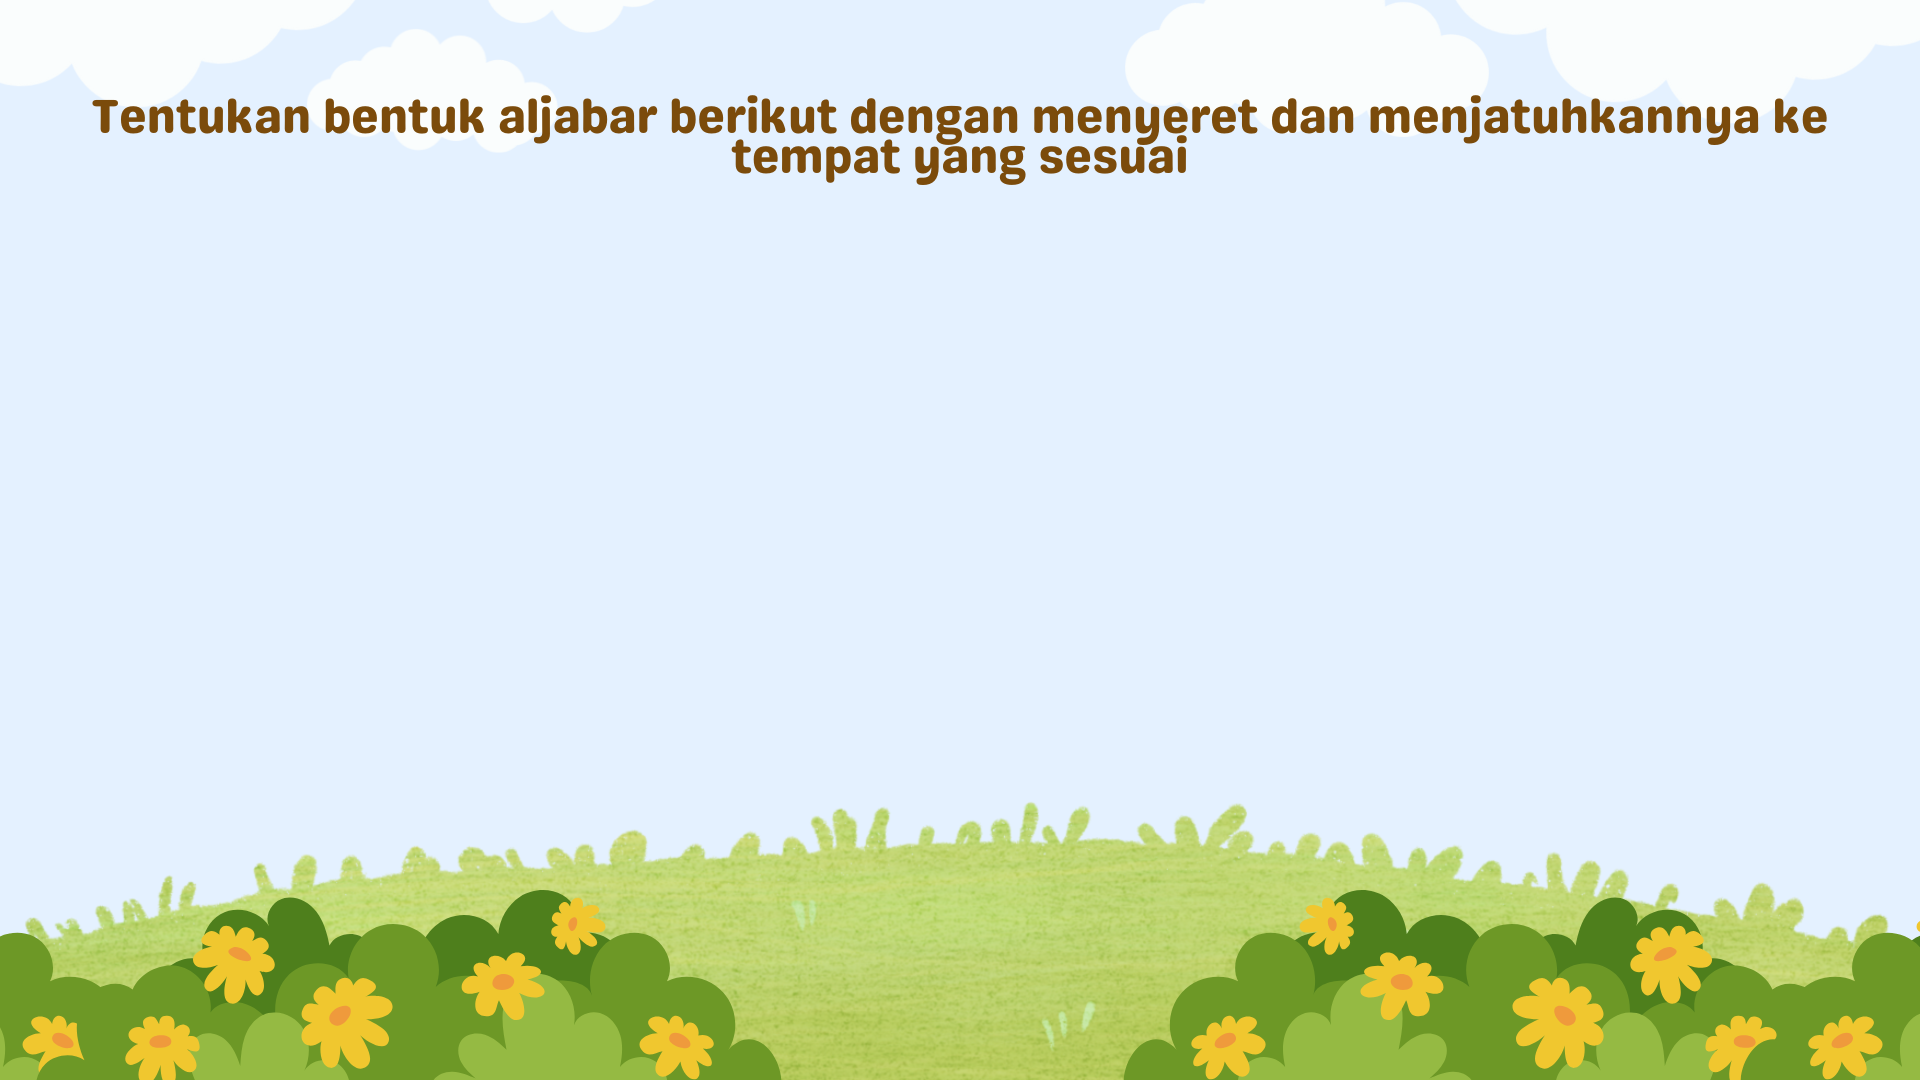 Tentukan bentuk aljabar berikut dengan menyeret dan menjatuhkannya ke
tempat yang sesuai